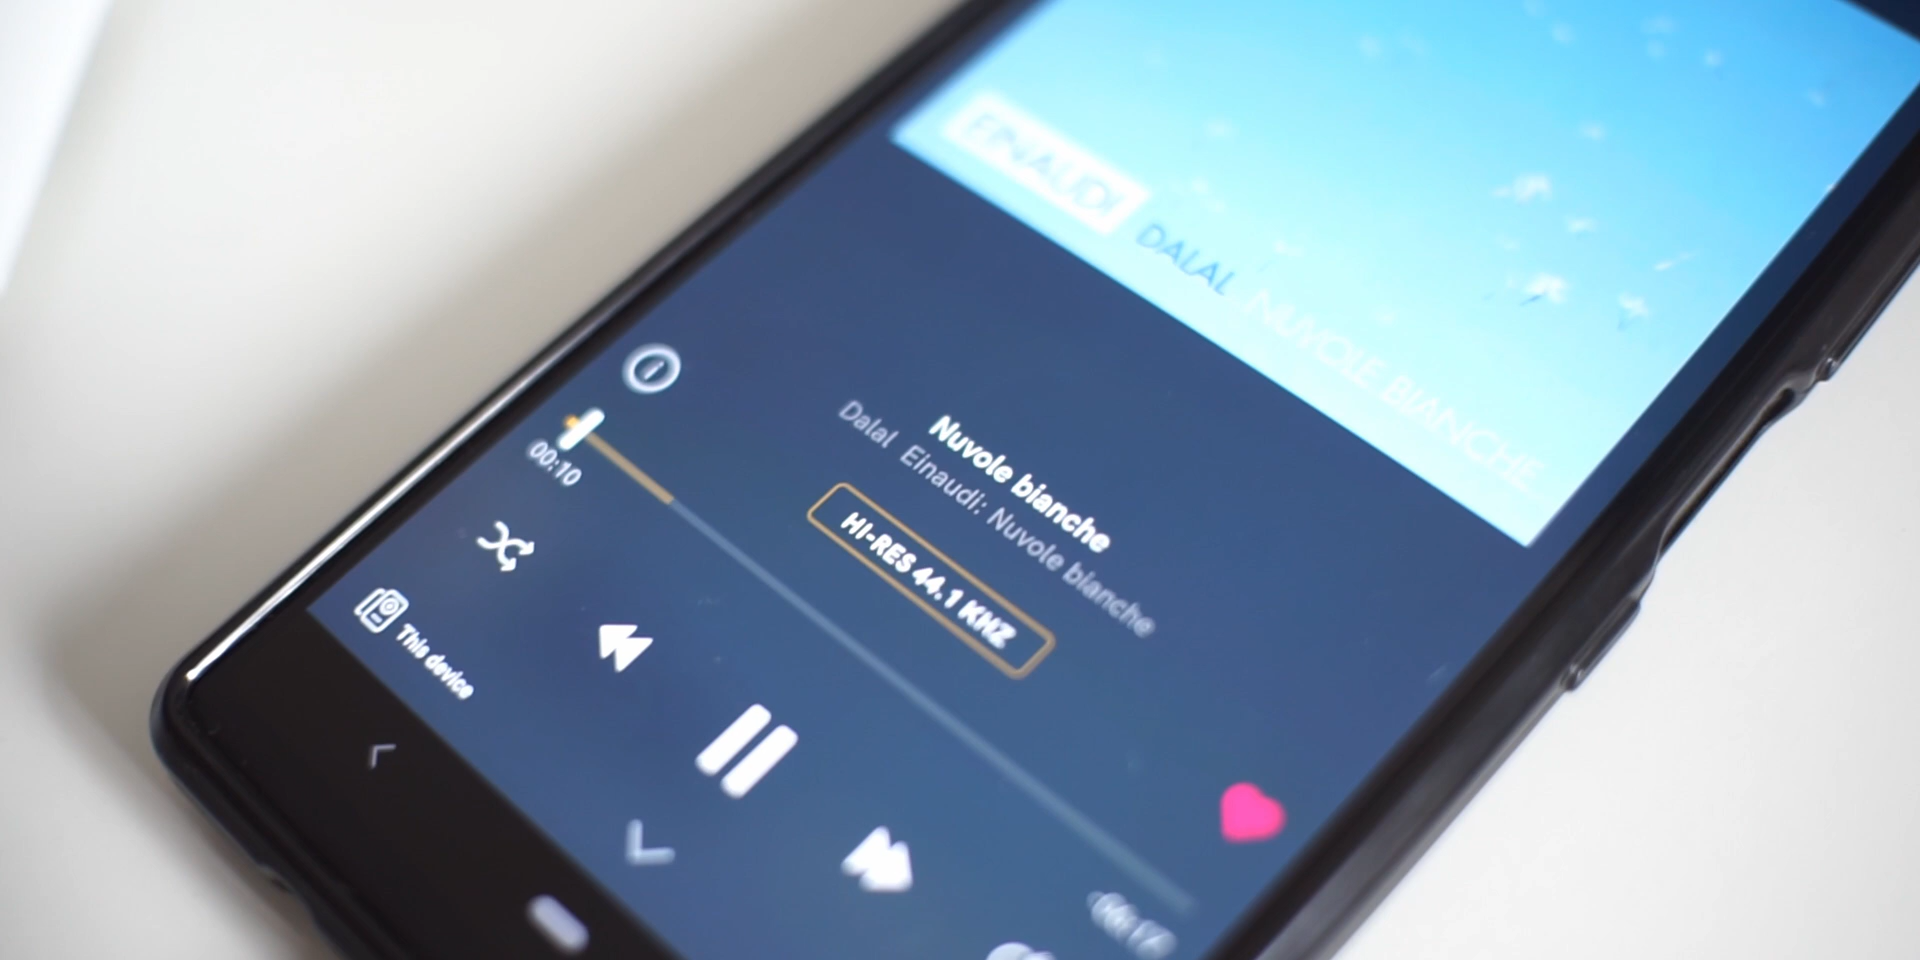 EINAUDI DALAL NUVOLE BIANCHE
Nuvole bianche
Dalal Einaudi: Nuvole bianche
HI-RES 44.1 KHZ
00:10
This device